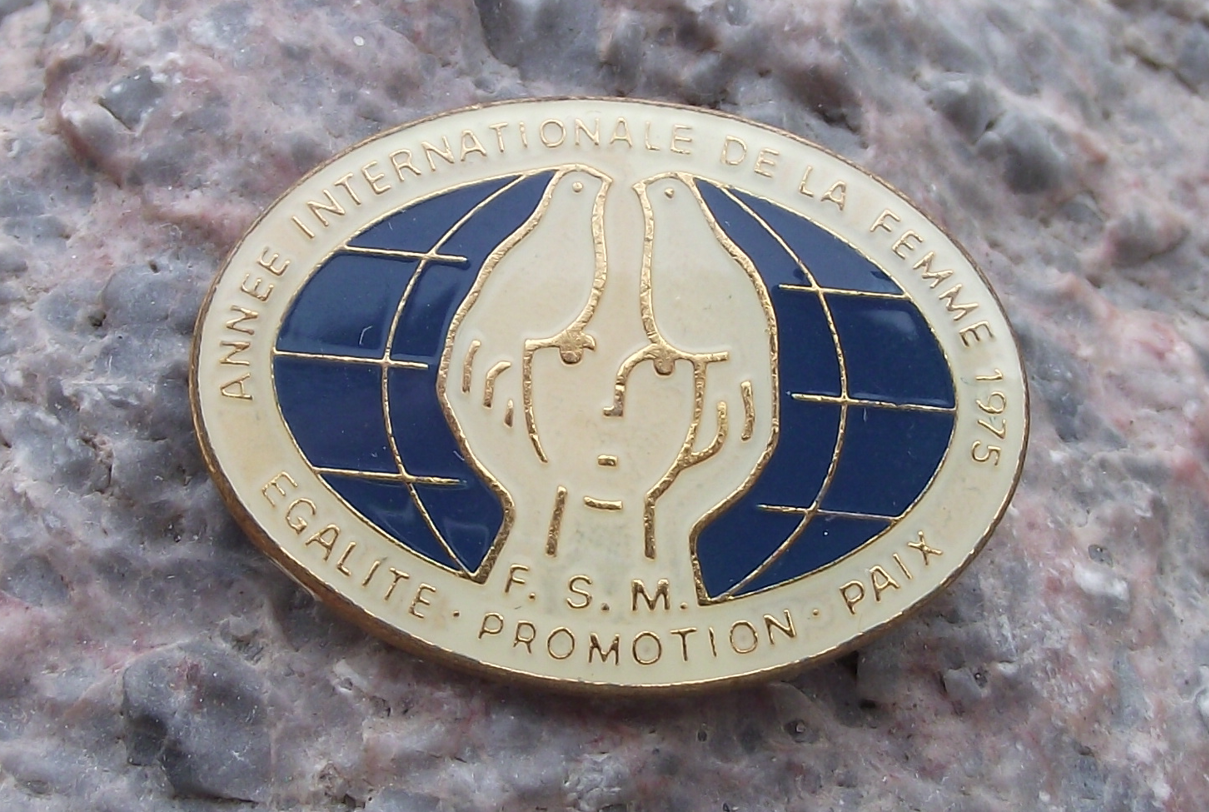 ANNEE INTERNATIONALE DE LA FEMME 1975
F. S. M.
EGALITE · PROMOTION · PAIX